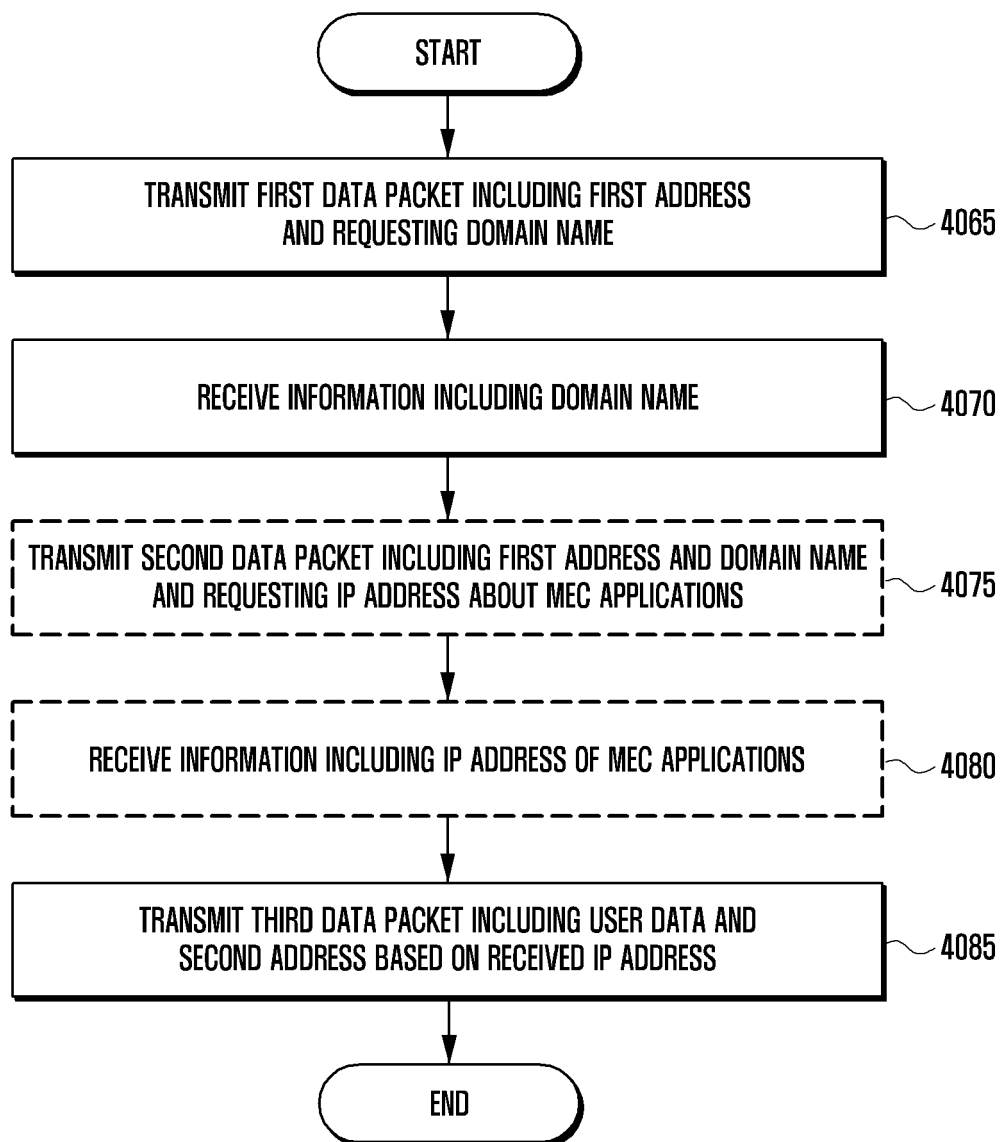 START
TRANSMIT FIRST DATA PACKET INCLUDING FIRST ADDRESS
AND REQUESTING DOMAIN NAME
4065
RECEIVE INFORMATION INCLUDING DOMAIN NAME
4070
TRANSMIT SECOND DATA PACKET INCLUDING FIRST ADDRESS AND DOMAIN NAME
AND REQUESTING IP ADDRESS ABOUT MEC APPLICATIONS
4075
RECEIVE INFORMATION INCLUDING IP ADDRESS OF MEC APPLICATIONS
4080
TRANSMIT THIRD DATA PACKET INCLUDING USER DATA AND
SECOND ADDRESS BASED ON RECEIVED IP ADDRESS
4085
END